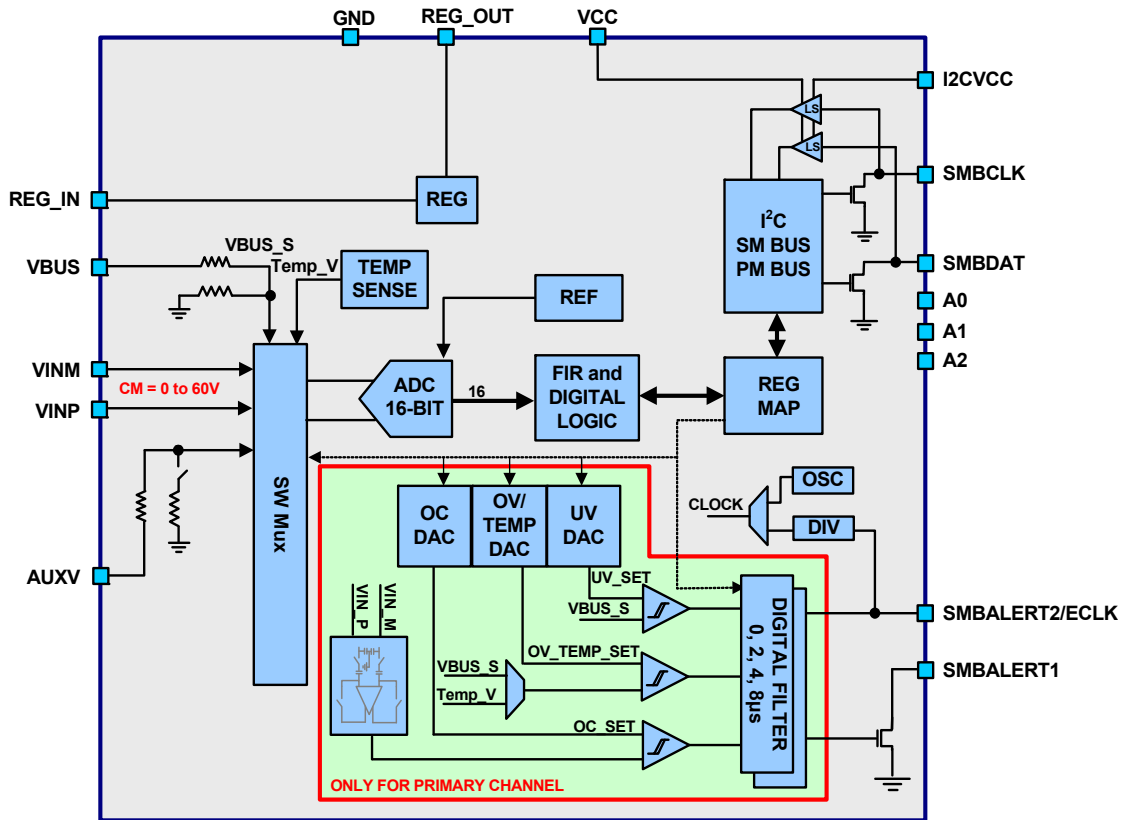 GND
REG_OUT
VCC
I2CVCC
LS
LS
SMBCLK
REG_IN
REG
I2C
SM BUS
PM BUS
VBUS_S
VBUS
Temp_V
TEMP
SENSE
SMBDAT
REF
A0
A1
A2
VINM
CM = 0 to 60V
VINP
ADC
16-BIT
16
FIR and
DIGITAL
LOGIC
REG
MAP
SW Mux
OC
DAC
OV/
TEMP
DAC
UV
DAC
CLOCK
OSC
DIV
AUXV
UV_SET
VBUS_S
VIN_P
VIN_M
OV_TEMP_SET
VBUS_S
Temp_V
OC_SET
DIGITAL FILTER
0, 2, 4, 8µs
SMBALERT2/ECLK
SMBALERT1
ONLY FOR PRIMARY CHANNEL